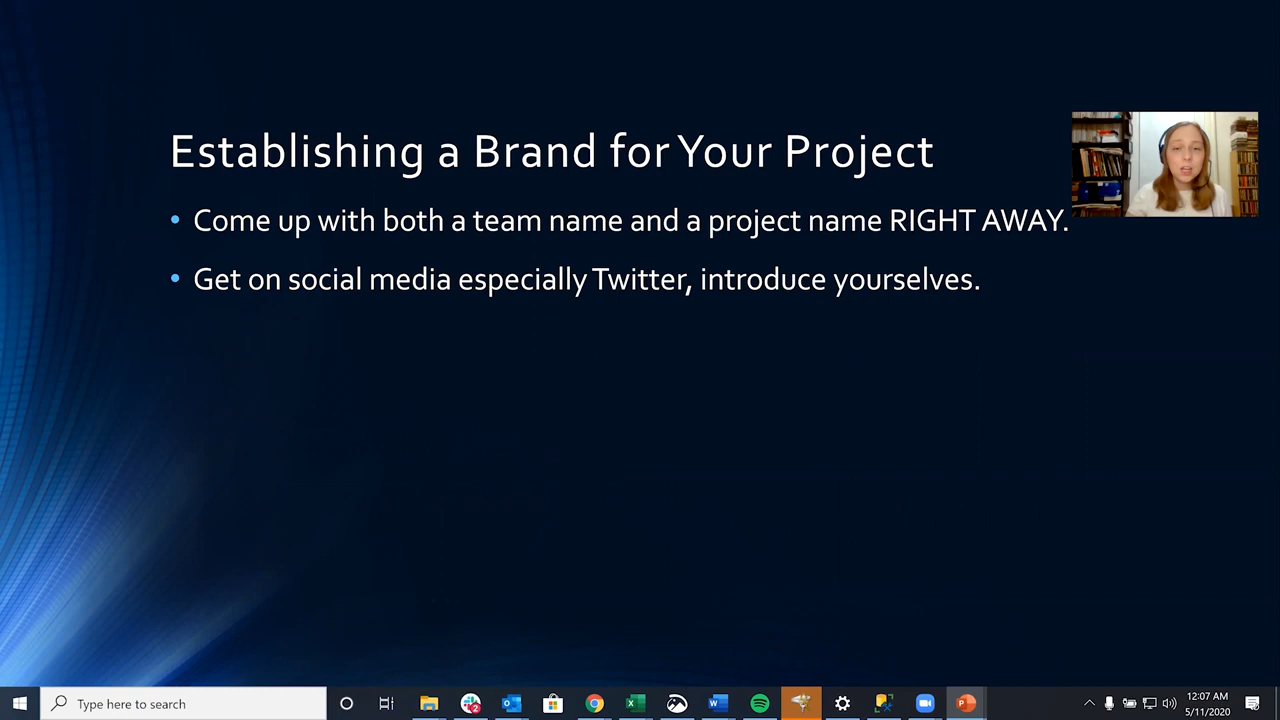 Establishing a Brand for Your Project
• Come up with both a team name and a project name RIGHT AWAY.
• Get on social media especially Twitter, introduce yourselves.
Type here to search
2
12:07 AM
5/11/2020